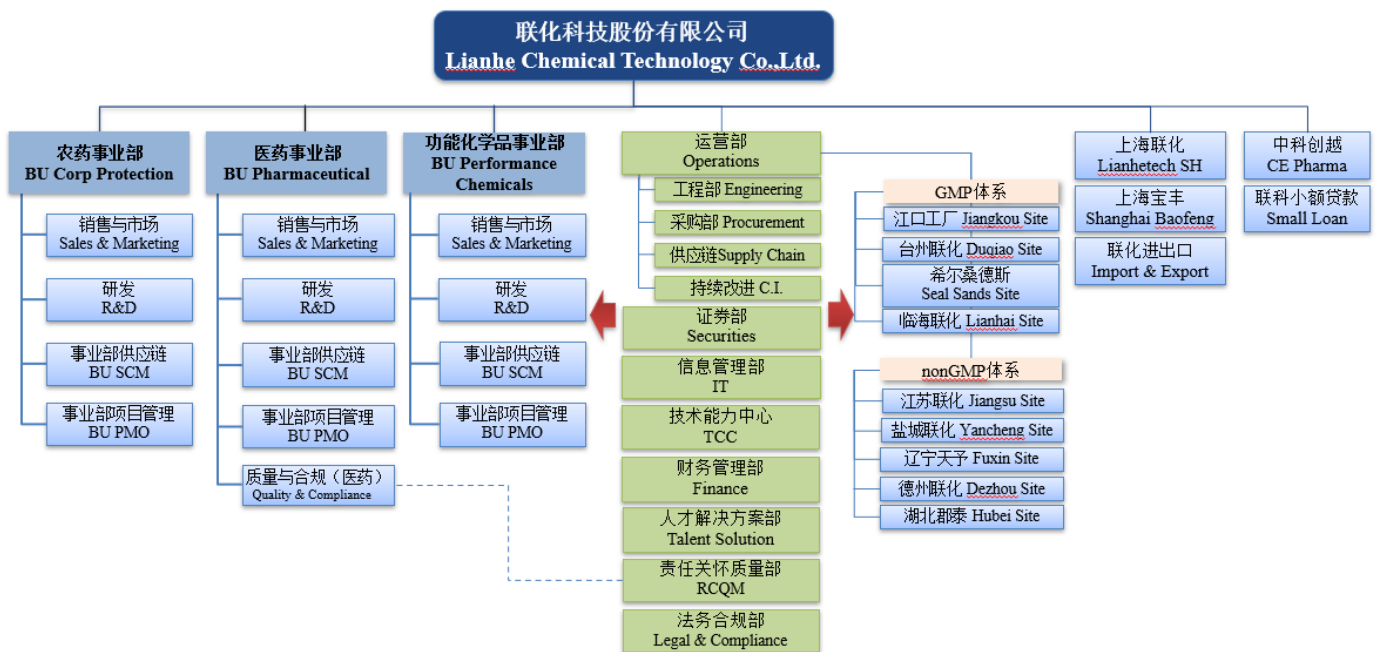 联化科技股份有限公司
Lianhe Chemical Technology Co.,Ltd.
农药事业部
BU Corp Protection
销售与市场
Sales & Marketing
研发
R&D
事业部供应链
BU SCM
事业部项目管理
BU PMO
医药事业部
BU Pharmaceutical
销售与市场
Sales & Marketing
研发
R&D
事业部供应链
BU SCM
事业部项目管理
BU PMO
质量与合规（医药）
Quality & Compliance
功能化学品事业部
BU Performance
Chemicals
销售与市场
Sales & Marketing
研发
R&D
事业部供应链
BU SCM
事业部项目管理
BU PMO
运营部
Operations
工程部 Engineering
采购部 Procurement
供应链Supply Chain
持续改进 C.I.
证券部
Securities
信息管理部
IT
技术能力中心
TCC
财务管理部
Finance
人才解决方案部
Talent Solution
责任关怀质量部
RCQM
法务合规部
Legal & Compliance
GMP体系
江口工厂 Jiangkou Site
台州联化 Duqiao Site
希尔桑德斯
Seal Sands Site
临海联化 Lianhai Site
nonGMP体系
江苏联化 Jiangsu Site
盐城联化 Yancheng Site
辽宁天予 Fuxin Site
德州联化 Dezhou Site
湖北郡泰 Hubei Site
上海联化
Lianhetech SH
上海宝丰
Shanghai Baofeng
联化进出口
Import & Export
中科创越
CE Pharma
联科小额贷款
Small Loan